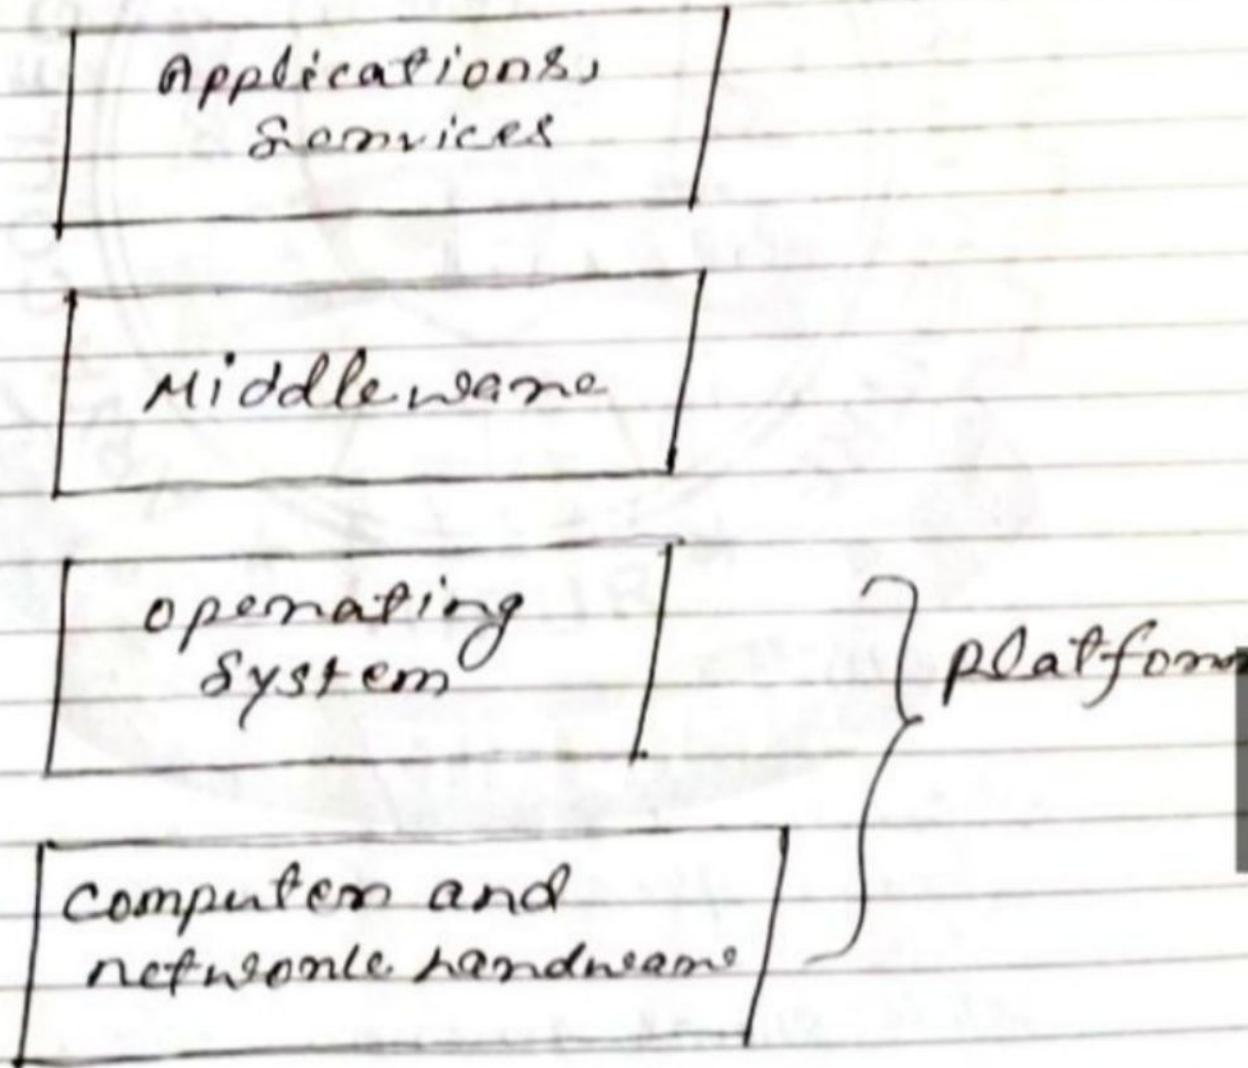 Applications,
Services
Middleware
operating
System
platform
computer and
network hardware